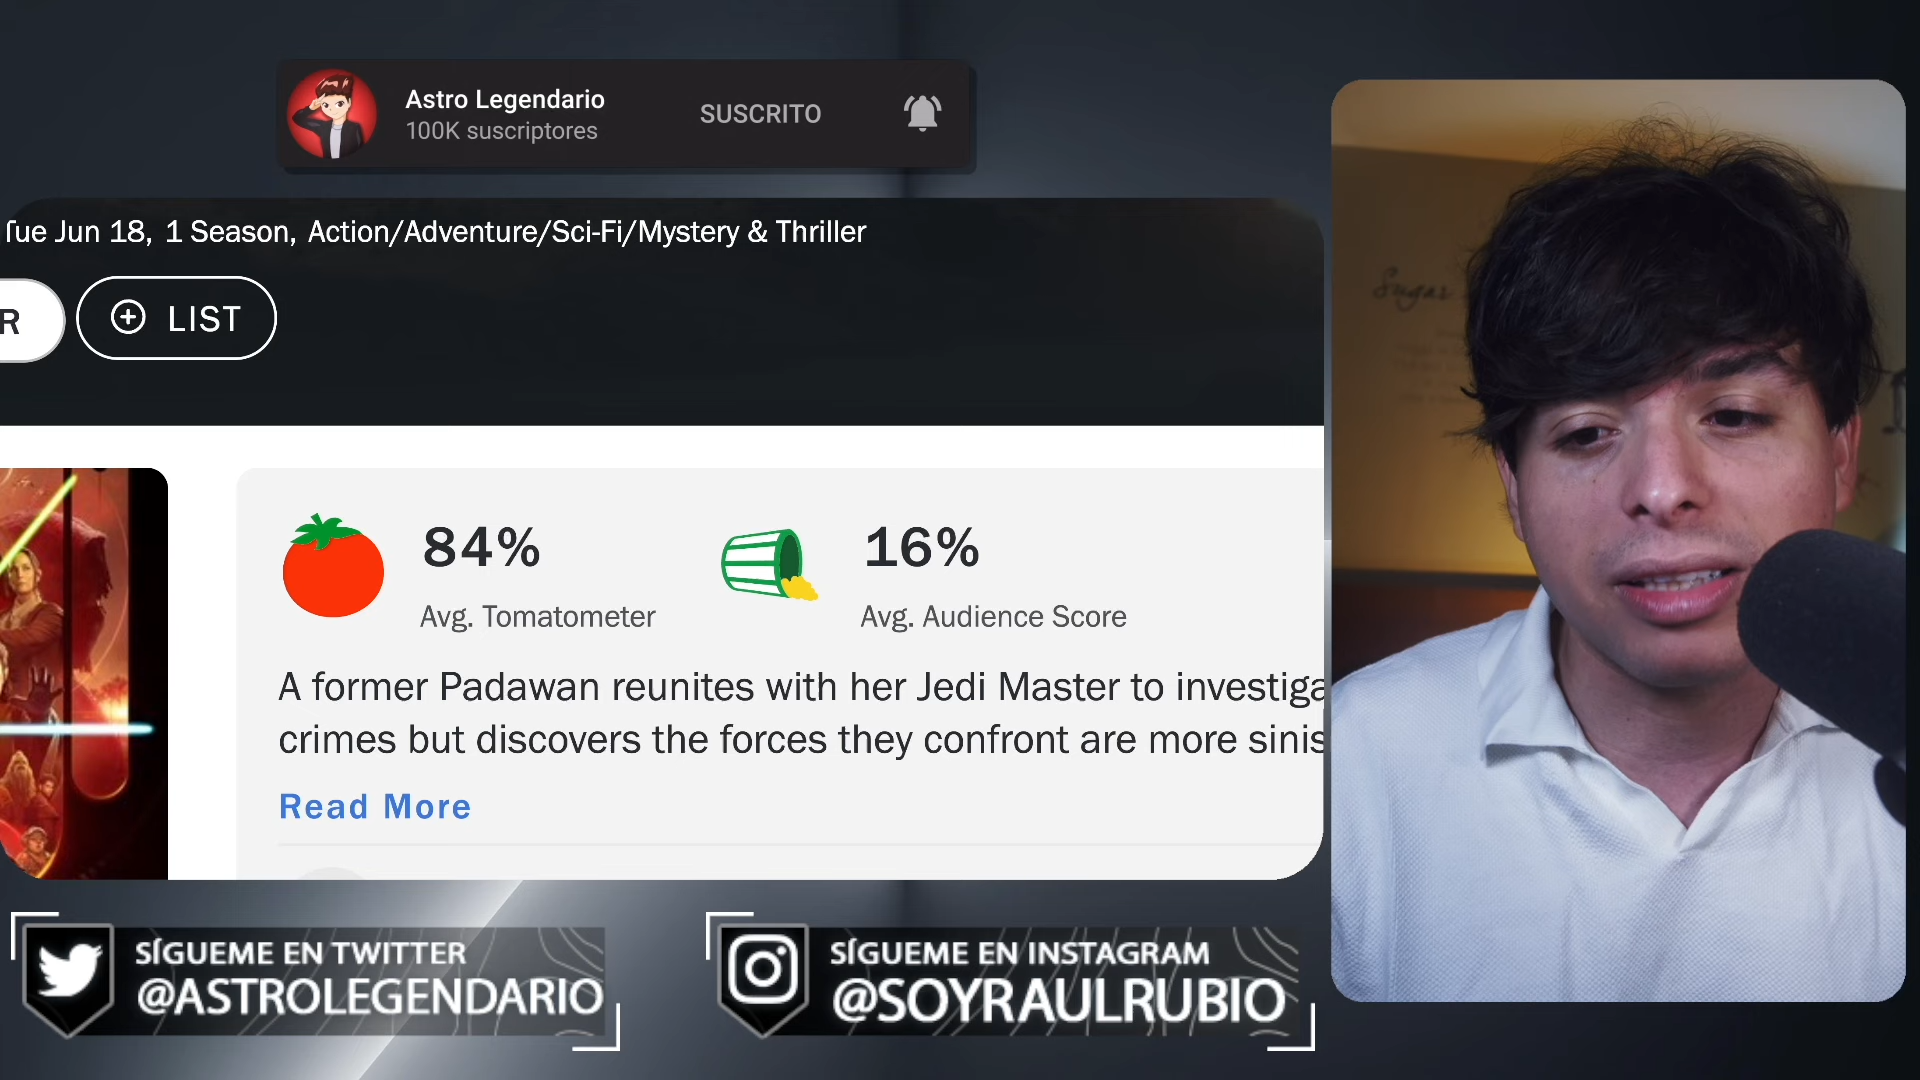 Astro Legendario
100K suscriptores
SUSCRITO
Tue Jun 18, 1 Season, Action/Adventure/Sci-Fi/Mystery & Thriller
R
LIST
84%
Avg. Tomatometer
16%
Avg. Audience Score
A former Padawan reunites with her Jedi Master to investiga
crimes but discovers the forces they confront are more sinis
Read More
SÍGUEME EN TWITTER
@ASTROLEGENDARIO
SÍGUEME EN INSTAGRAM
@SOYRAULRUBIO
Sugar